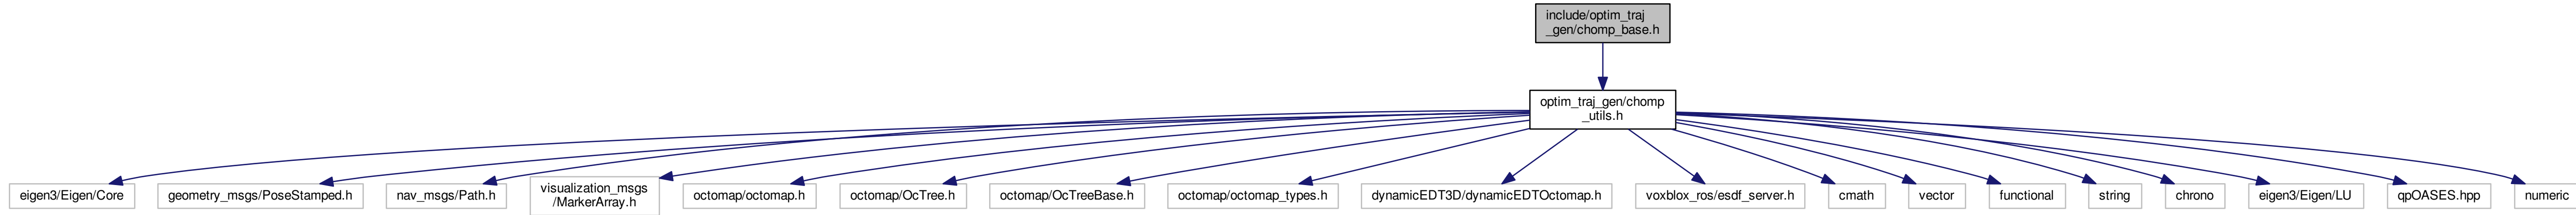 include/optim_traj
_gen/chomp_base.h
optim_traj_gen/chomp
_utils.h
eigen3/Eigen/Core
geometry_msgs/PoseStamped.h
nav_msgs/Path.h
visualization_msgs
/MarkerArray.h
octomap/octomap.h
octomap/OcTree.h
octomap/OcTreeBase.h
octomap/octomap_types.h
dynamicEDT3D/dynamicEDTOctomap.h
voxblox_ros/esdf_server.h
cmath
vector
functional
string
chrono
eigen3/Eigen/LU
qpOASES.hpp
numeric